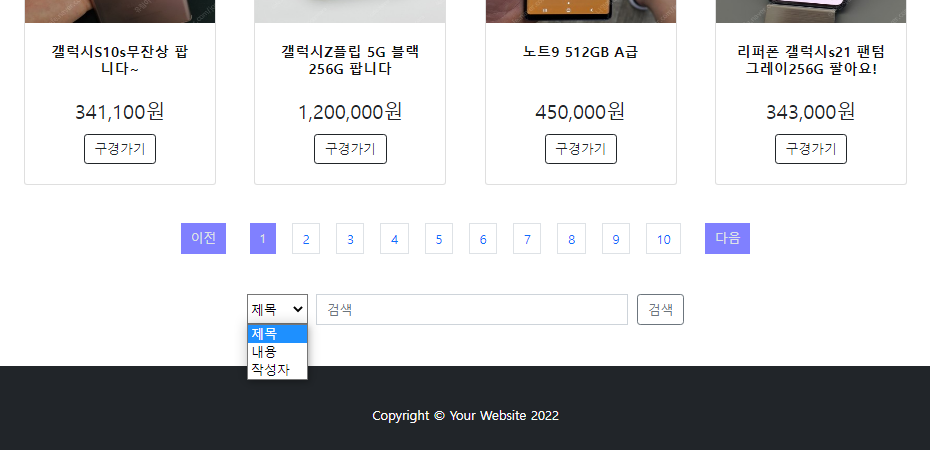 갤럭시S10s무잔상 팝
니다~
갤럭시Z플립 5G 블랙
256G 팝니다
노트9 512GB A급
리퍼폰 갤럭시s21 팬텀
그레이256G 팔아요!
341,100원
1,200,000원
450,000원
343,000원
구경가기
구경가기
구경가기
구경가기
이전
1
2
3
4
5
6
7
8
9
10
다음
제목
검색
검색
제목
내용
작성자
Copyright © Your Website 2022